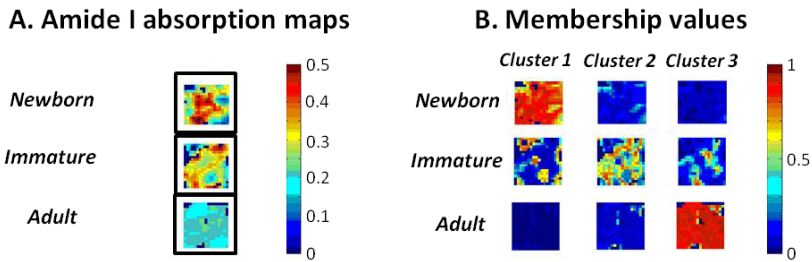 A. Amide I absorption maps
Newborn
Immature
Adult
0.5
0.4
0.3
0.2
0.1
0
B. Membership values
Cluster 1 Cluster 2 Cluster 3
Newborn
Immature
Adult
1
0.5
0